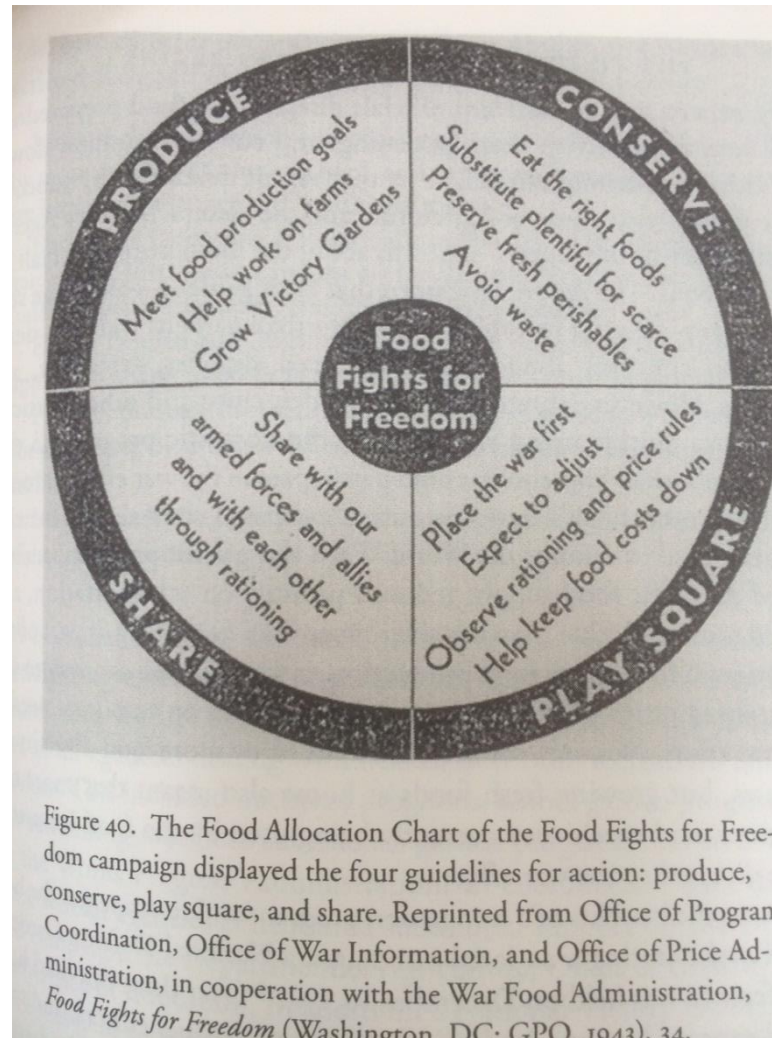 PRODUCE
Meet food production goals
Help work on farms
Grow Victory Gardens
CONSERVE
Eat the right foods
Substitute plentiful for scarce
Preserve fresh perishables
Avoid waste
Food
Fights for
Freedom
SHARE
Share with our
armed forces and allies
and with each other
through rationing
PLAY SQUARE
Place the war first
Expect to adjust
Observe rationing and price rules
Help keep food costs down
Figure 40. The Food Allocation Chart of the Food Fights for Free-
dom campaign displayed the four guidelines for action: produce,
conserve, play square, and share. Reprinted from Office of Program
Coordination, Office of War Information, and Office of Price Ad-
ministration, in cooperation with the War Food Administration,
Food Fights for Freedom (Washington, DC: GPO, 1943), 34.